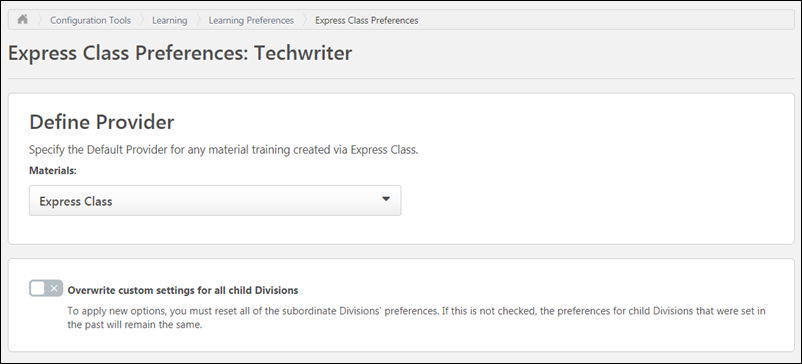 Configuration Tools Learning Learning Preferences Express Class Preferences
Express Class Preferences: Techwriter
Define Provider
Specify the Default Provider for any material training created via Express Class.
Materials:
Express Class
Overwrite custom settings for all child Divisions
To apply new options, you must reset all of the subordinate Divisions' preferences. If this is not checked, the preferences for child Divisions that were set in
the past will remain the same.